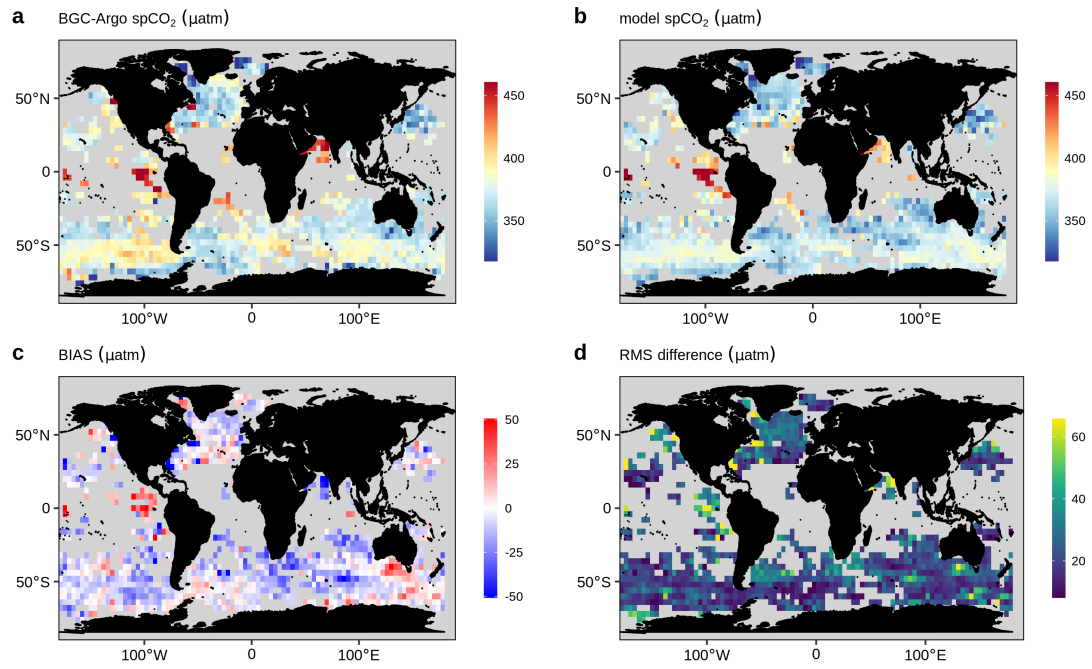 a BGC-Argo spCO₂ (µatm)
50°N
0
50°S
100°W 0 100°E
450
400
350
b model spCO₂ (µatm)
50°N
0
50°S
100°W 0 100°E
450
400
350
c BIAS (µatm)
50°N
0
50°S
100°W 0 100°E
50
25
0
-25
-50
d RMS difference (µatm)
50°N
0
50°S
100°W 0 100°E
60
40
20